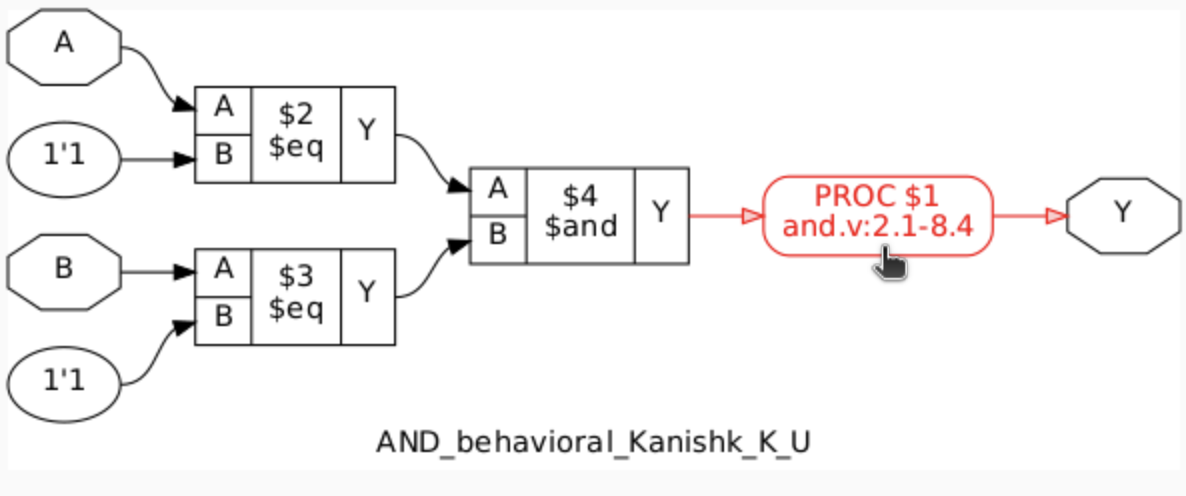 A
1'1
A
B
$2
$eq
Y
B
1'1
A
B
$3
$eq
Y
A
B
$4
$and
Y
PROC $1
and.v:2.1-8.4
Y
AND_behavioral_Kanishk_K_U